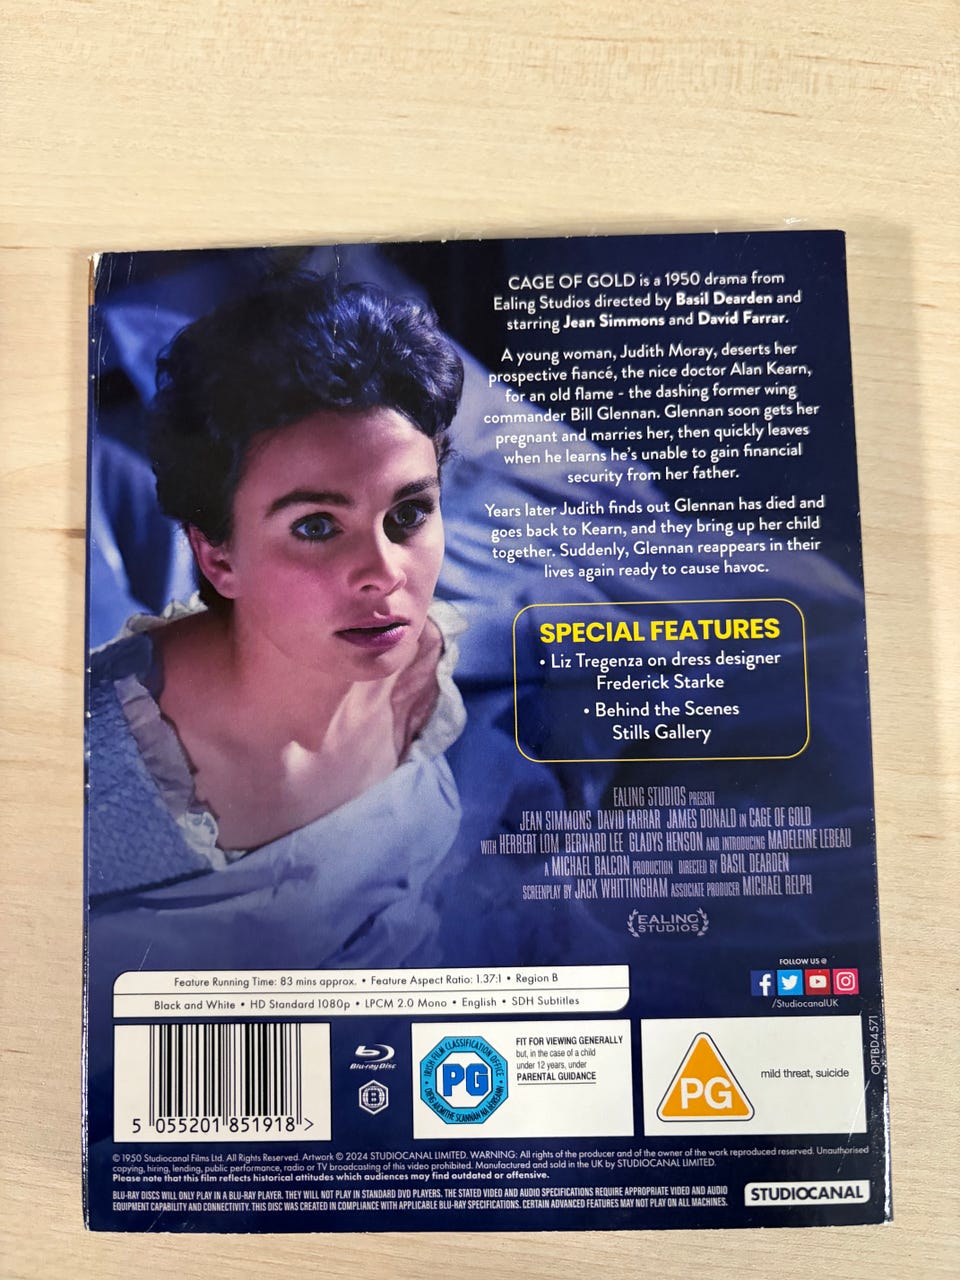 CAGE OF GOLD is a 1950 drama from
Ealing Studios directed by Basil Dearden and
starring Jean Simmons and David Farrar.
A young woman, Judith Moray, deserts her
prospective fiancé, the nice doctor Alan Kearn,
for an old flame - the dashing former wing
commander Bill Glennan. Glennan soon gets her
pregnant and marries her, then quickly leaves
when he learns he's unable to gain financial
security from her father.
Years later Judith finds out Glennan has died and
goes back to Kearn, and they bring up her child
together. Suddenly, Glennan reappears in their
lives again ready to cause havoc.
SPECIAL FEATURES
• Liz Tregenza on dress designer
Frederick Starke
• Behind the Scenes
Stills Gallery
EALING STUDIOS PRESENT
JEAN SIMMONS DAVID FARRAR JAMES DONALD IN CAGE OF GOLD
WITH HERBERT LOM BERNARD LEE GLADYS HENSON AND INTRODUCING MADELEINE LEBEAU
A MICHAEL BALCON PRODUCTION DIRECTED BY BASIL DEARDEN
SCREENPLAY BY JACK WHITTINGHAM ASSOCIATE PRODUCER MICHAEL RELPH
EALING
STUDIOS
FOLLOW US @
/StudiocanalUK
Feature Running Time: 83 mins approx. • Feature Aspect Ratio: 1.37:1 • Region B
Black and White • HD Standard 1080p • LPCM 2.0 Mono • English • SDH Subtitles
OPTBD4571
5 055201 851918 >
Blu-ray Disc
B
IRISH FILM CLASSIFICATION OFFICE
PG
OIFIG AICMITHE SCANNÁN NA hÉIREANN
FIT FOR VIEWING GENERALLY
but, in the case of a child
under 12 years, under
PARENTAL GUIDANCE
PG
mild threat, suicide
© 1950 Studiocanal Films Ltd. All Rights Reserved. Artwork © 2024 STUDIOCANAL LIMITED. WARNING: All rights of the producer and of the owner of the work reproduced reserved. Unauthorised
copying, hiring, lending, public performance, radio or TV broadcasting of this video prohibited. Manufactured and sold in the UK by STUDIOCANAL LIMITED.
Please note that this film reflects historical attitudes which audiences may find outdated or offensive.
BLU-RAY DISCS WILL ONLY PLAY IN A BLU-RAY PLAYER. THEY WILL NOT PLAY IN STANDARD DVD PLAYERS. THE STATED VIDEO AND AUDIO SPECIFICATIONS REQUIRE APPROPRIATE VIDEO AND AUDIO
EQUIPMENT CAPABILITY AND CONNECTIVITY. THIS DISC WAS CREATED IN COMPLIANCE WITH APPLICABLE BLU-RAY SPECIFICATIONS. CERTAIN ADVANCED FEATURES MAY NOT PLAY ON ALL MACHINES.
STUDIOCANAL